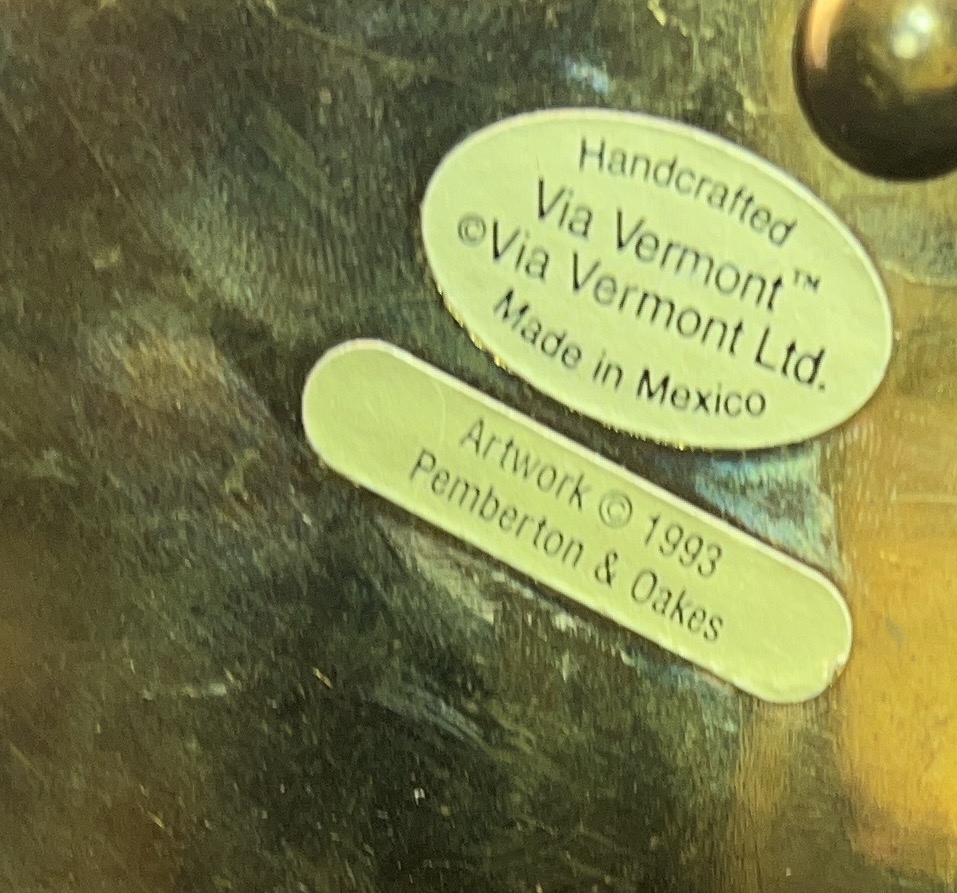 Handcrafted
Via Vermont™
©Via Vermont Ltd.
Made in Mexico
Artwork © 1993
Pemberton & Oakes